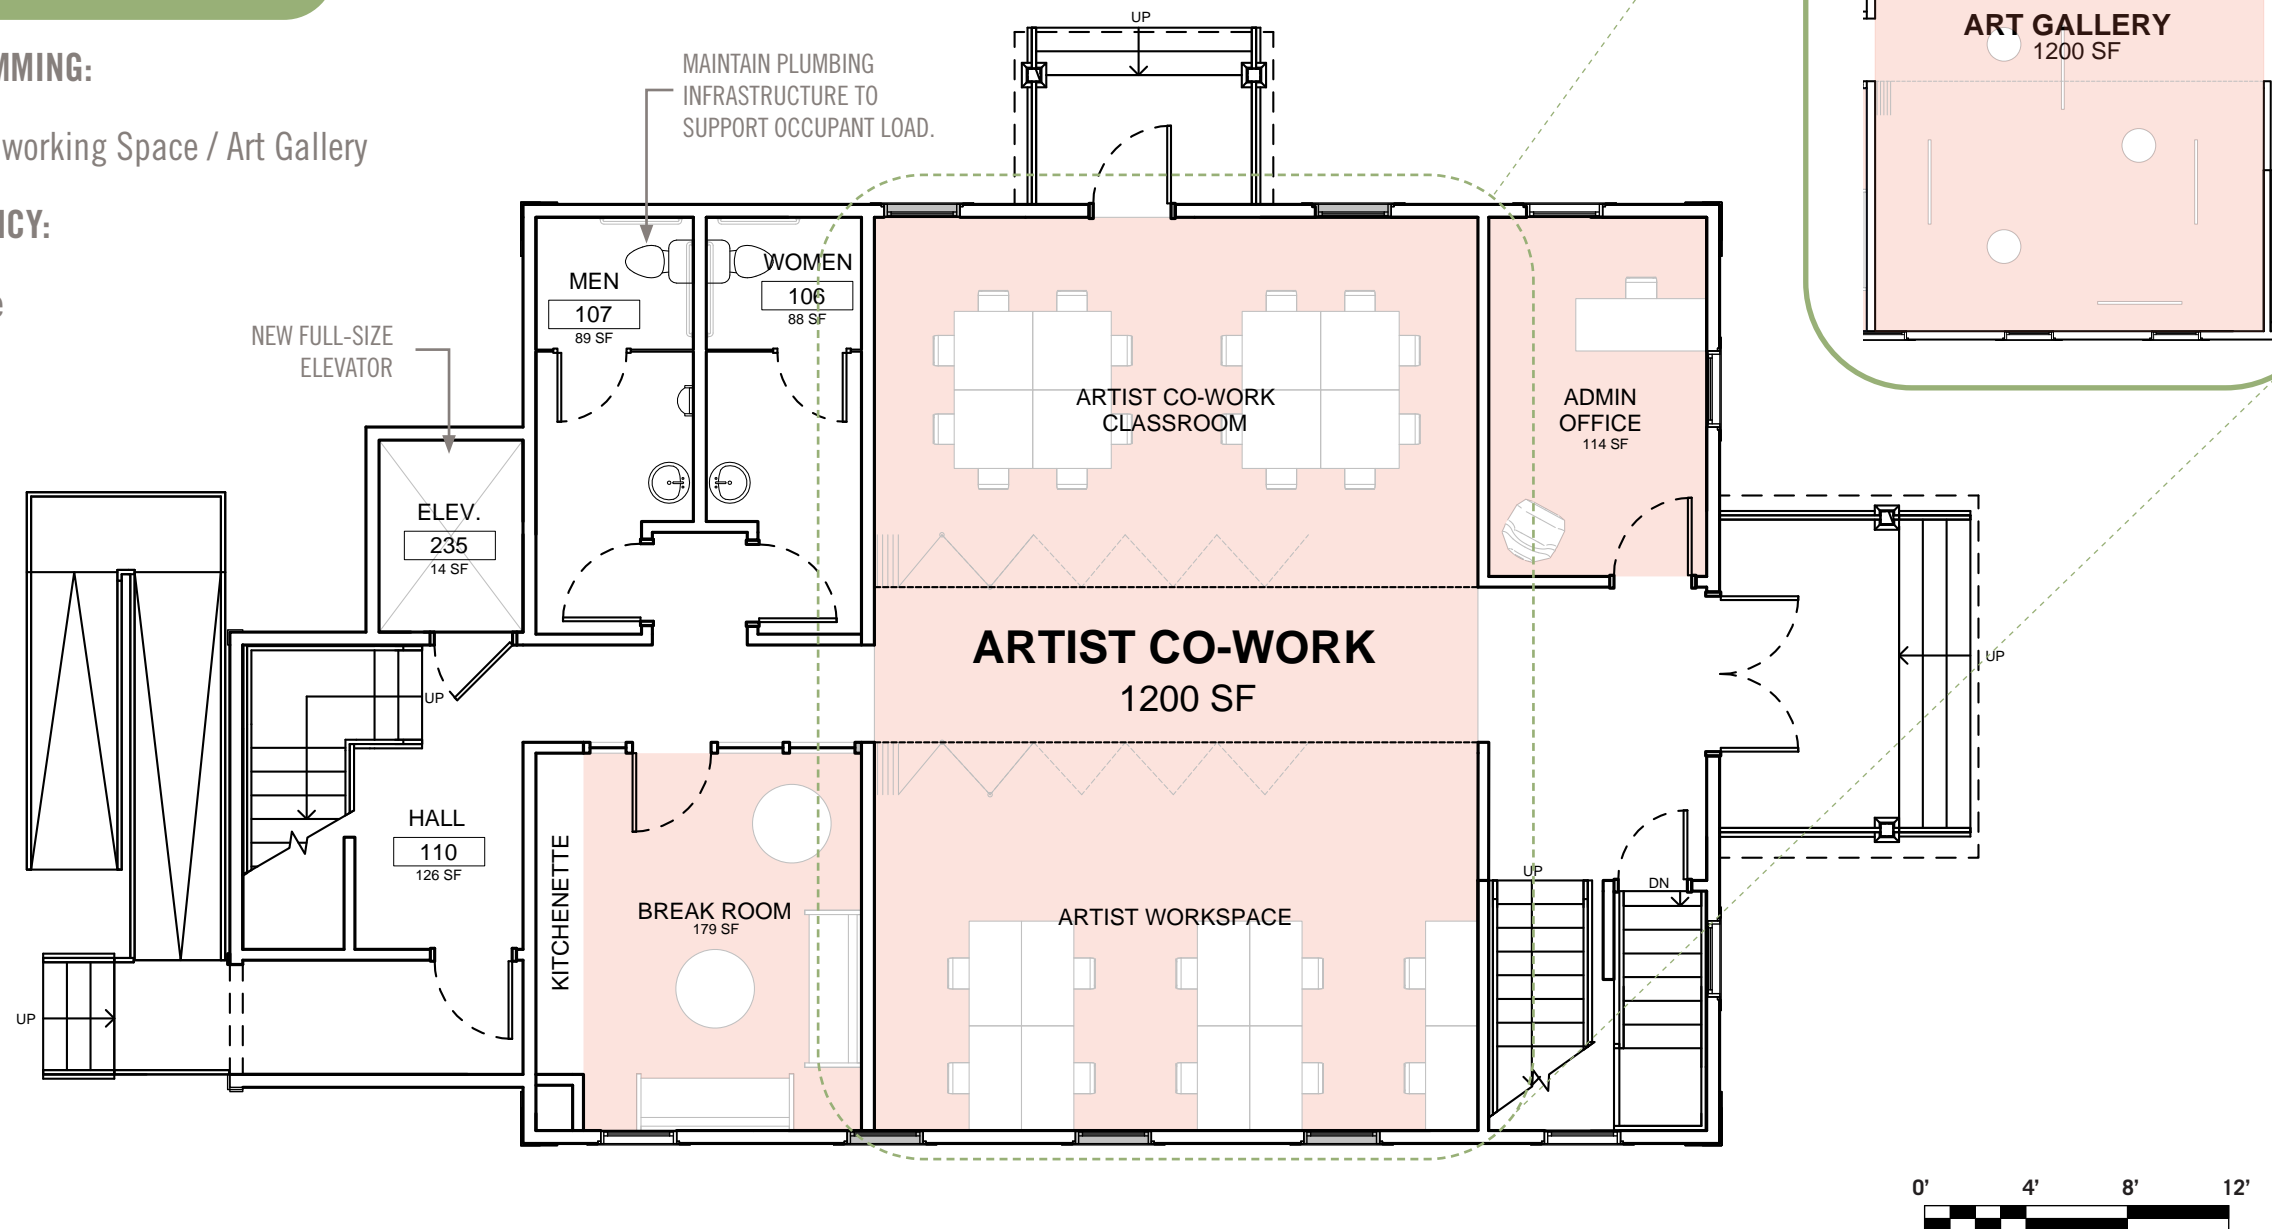 MMING:
working Space / Art Gallery
ICY:
MAINTAIN PLUMBING
INFRASTRUCTURE TO
SUPPORT OCCUPANT LOAD.
NEW FULL-SIZE
ELEVATOR
UP
ART GALLERY
1200 SF
MEN
107
89 SF
WOMEN
106
88 SF
ELEV.
235
14 SF
ARTIST CO-WORK
CLASSROOM
ADMIN
OFFICE
114 SF
ARTIST CO-WORK
1200 SF
UP
UP
HALL
110
126 SF
KITCHENETTE
BREAK ROOM
179 SF
ARTIST WORKSPACE
UP
DN
UP
0' 4' 8' 12'